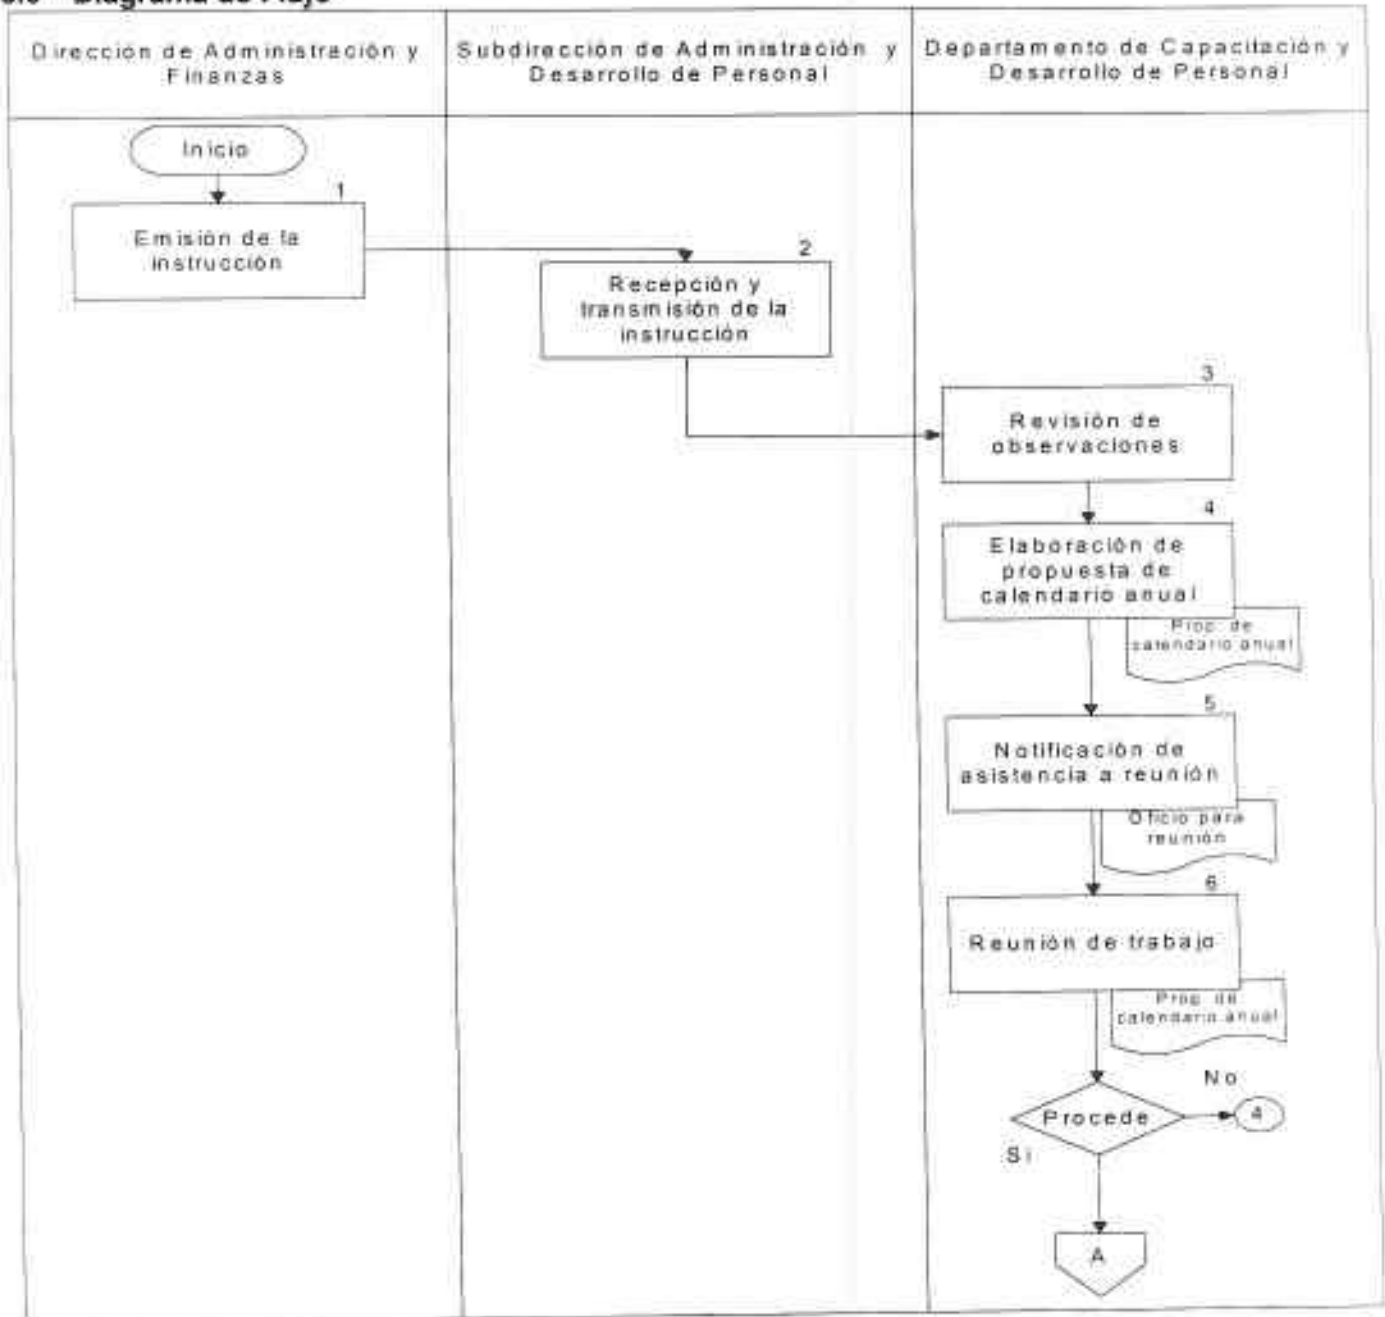 Diagrama de Flujo
Dirección de Administración y
Finanzas
Subdirección de Administración y
Desarrollo de Personal
Departamento de Capacitación y
Desarrollo de Personal
Inicio
1
Emisión de la
instrucción
2
Recepción y
transmisión de la
instrucción
3
Revisión de
observaciones
4
Elaboración de
propuesta de
calendario anual
Prop. de
calendario anual
5
Notificación de
asistencia a reunión
Oficio para
reunión
6
Reunión de trabajo
Prop. de
calendario anual
No
Procede
4
Si
A